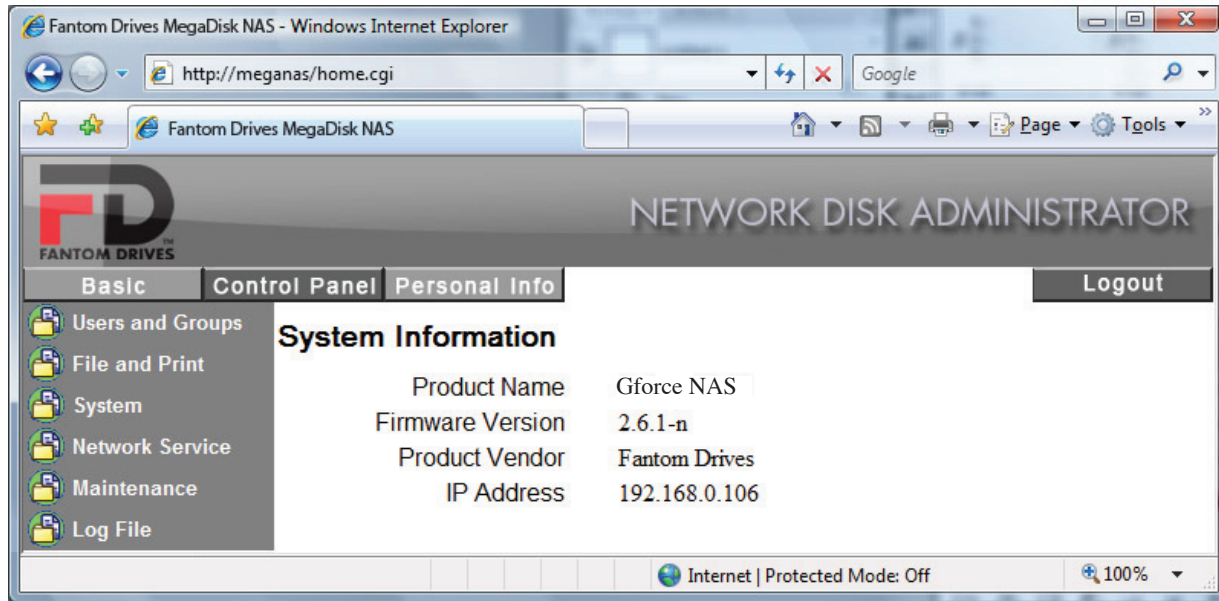 Fantom Drives MegaDisk NAS - Windows Internet Explorer
http://meganas/home.cgi
Google
Fantom Drives MegaDisk NAS
Page
Tools
FD
TM
FANTOM DRIVES
NETWORK DISK ADMINISTRATOR
Basic Control Panel Personal Info Logout
Users and Groups
File and Print
System
Network Service
Maintenance
Log File
System Information
Product Name Gforce NAS
Firmware Version 2.6.1-n
Product Vendor Fantom Drives
IP Address 192.168.0.106
Internet | Protected Mode: Off
100%